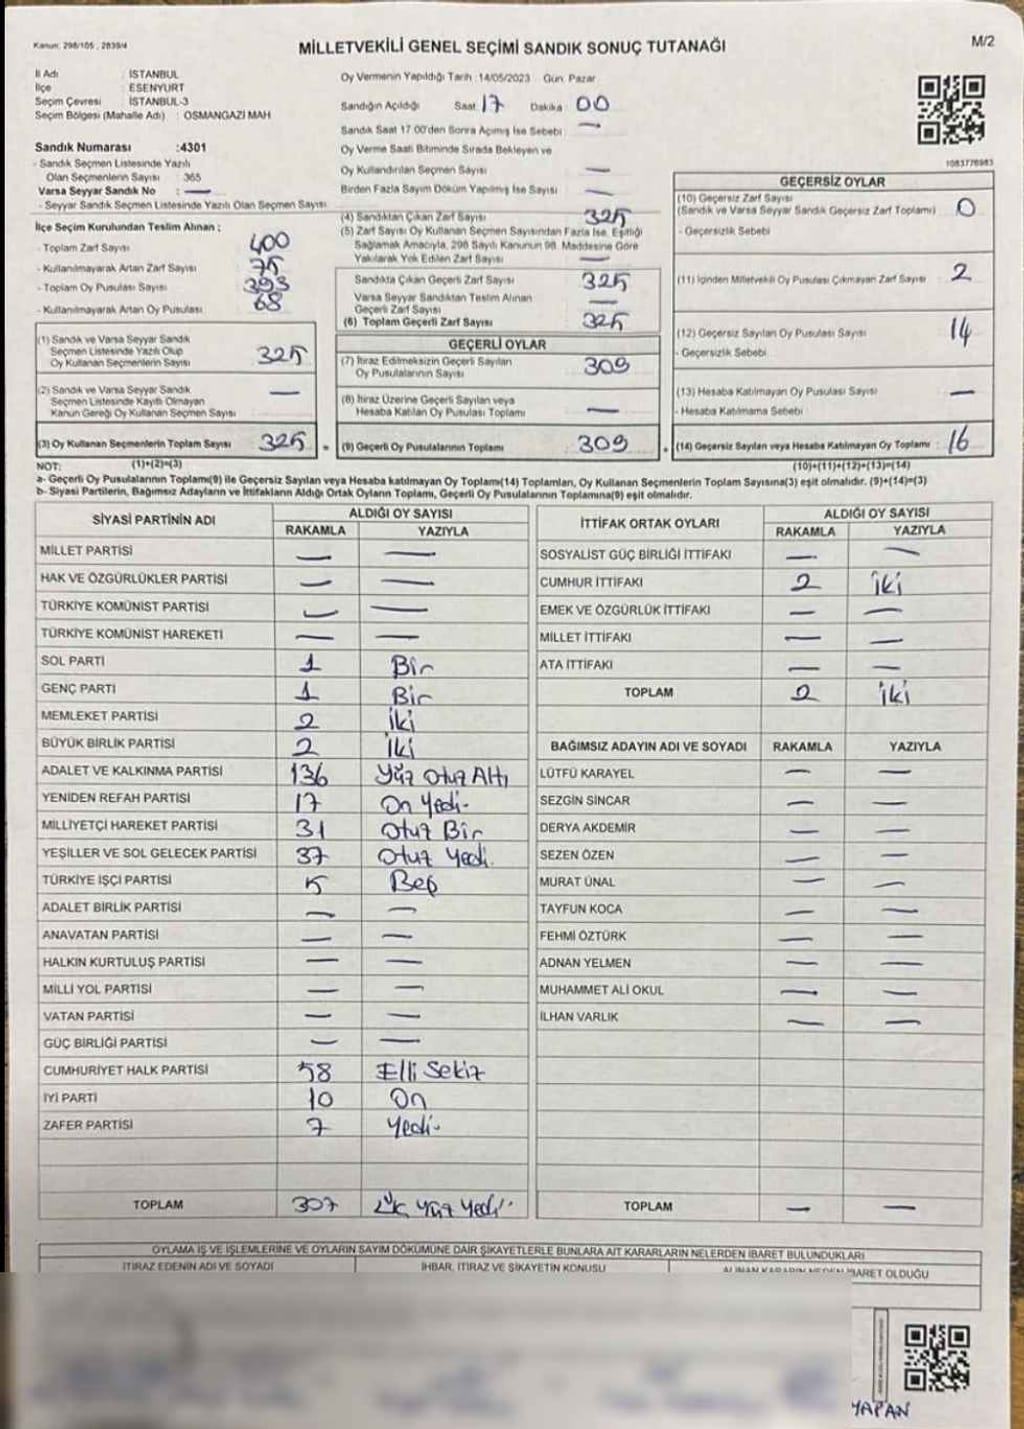 Kanun: 298/105 , 2839/4
MİLLETVEKİLİ GENEL SEÇİMİ SANDIK SONUÇ TUTANAĞI
M/2
İl Adı : İSTANBUL
İlçe : ESENYURT
Seçim Çevresi : İSTANBUL-3
Seçim Bölgesi (Mahalle Adı) : OSMANGAZİ MAH
Sandık Numarası :4301
- Sandık Seçmen Listesinde Yazılı
Olan Seçmenlerin Sayısı : 365
Varsa Seyyar Sandık No : —
- Seyyar Sandık Seçmen Listesinde Yazılı Olan Seçmen Sayısı
İlçe Seçim Kurulundan Teslim Alınan ;
- Toplam Zarf Sayısı 400
- Kullanılmayarak Artan Zarf Sayısı 75
- Toplam Oy Pusulası Sayısı 393
- Kullanılmayarak Artan Oy Pusulası 68
(1) Sandık ve Varsa Seyyar Sandık
Seçmen Listesinde Yazılı Olup
Oy Kullanan Seçmenlerin Sayısı 325
(2) Sandık ve Varsa Seyyar Sandık
Seçmen Listesinde Kayıtlı Olmayan
Kanun Gereği Oy Kullanan Seçmen Sayısı —
(3) Oy Kullanan Seçmenlerin Toplam Sayısı 325
(1)+(2)=(3)
Oy Vermenin Yapıldığı Tarih :14/05/2023 Gün: Pazar
Sandığın Açıldığı Saat 17 Dakika 00
Sandık Saat 17.00'den Sonra Açılmış İse Sebebi : —
Oy Verme Saati Bitiminde Sırada Bekleyen ve
Oy Kullandırılan Seçmen Sayısı —
Birden Fazla Sayım Döküm Yapılmış İse Sayısı —
(4) Sandıktan Çıkan Zarf Sayısı 325
(5) Zarf Sayısı Oy Kullanan Seçmen Sayısından Fazla İse, Eşitliği
Sağlamak Amacıyla, 298 Sayılı Kanunun 98. Maddesine Göre
Yakılarak Yok Edilen Zarf Sayısı —
Sandıkta Çıkan Geçerli Zarf Sayısı 325
Varsa Seyyar Sandıktan Teslim Alınan
Geçerli Zarf Sayısı —
(6) Toplam Geçerli Zarf Sayısı 325
GEÇERLİ OYLAR
(7) İtiraz Edilmeksizin Geçerli Sayılan
Oy Pusulalarının Sayısı 309
(8) İtiraz Üzerine Geçerli Sayılan veya
Hesaba Katılan Oy Pusulası Toplamı —
= (9) Geçerli Oy Pusulalarının Toplamı 309
1083776983
GEÇERSİZ OYLAR
(10) Geçersiz Zarf Sayısı
(Sandık ve Varsa Seyyar Sandık Geçersiz Zarf Toplamı) 0
- Geçersizlik Sebebi
(11) İçinden Milletvekili Oy Pusulası Çıkmayan Zarf Sayısı 2
(12) Geçersiz Sayılan Oy Pusulası Sayısı 14
- Geçersizlik Sebebi
(13) Hesaba Katılmayan Oy Pusulası Sayısı —
- Hesaba Katılmama Sebebi
+ (14) Geçersiz Sayılan veya Hesaba Katılmayan Oy Toplamı : 16
(10)+(11)+(12)+(13)=(14)
NOT:
a- Geçerli Oy Pusulalarının Toplamı(9) ile Geçersiz Sayılan veya Hesaba katılmayan Oy Toplam(14) Toplamları, Oy Kullanan Seçmenlerin Toplam Sayısına(3) eşit olmalıdır. (9)+(14)=(3)
b- Siyasi Partilerin, Bağımsız Adayların ve İttifakların Aldığı Ortak Oyların Toplamı, Geçerli Oy Pusulalarının Toplamına(9) eşit olmalıdır.
SİYASİ PARTİNİN ADI ALDIĞI OY SAYISI
RAKAMLA YAZIYLA
MİLLET PARTİSİ — —
HAK VE ÖZGÜRLÜKLER PARTİSİ — —
TÜRKİYE KOMÜNİST PARTİSİ — —
TÜRKİYE KOMÜNİST HAREKETİ — —
SOL PARTİ 1 Bir
GENÇ PARTİ 1 Bir
MEMLEKET PARTİSİ 2 İki
BÜYÜK BİRLİK PARTİSİ 2 İki
ADALET VE KALKINMA PARTİSİ 136 Yüz Otuz Altı
YENİDEN REFAH PARTİSİ 17 On Yedi-
MİLLİYETÇİ HAREKET PARTİSİ 31 Otuz Bir
YEŞİLLER VE SOL GELECEK PARTİSİ 37 Otuz Yedi.
TÜRKİYE İŞÇİ PARTİSİ 5 Beş
ADALET BİRLİK PARTİSİ — —
ANAVATAN PARTİSİ — —
HALKIN KURTULUŞ PARTİSİ — —
MİLLİ YOL PARTİSİ — —
VATAN PARTİSİ — —
GÜÇ BİRLİĞİ PARTİSİ — —
CUMHURİYET HALK PARTİSİ 58 Elli Sekiz
İYİ PARTİ 10 On
ZAFER PARTİSİ 7 Yedi-
TOPLAM 307 Üç Yüz Yedi
İTTİFAK ORTAK OYLARI ALDIĞI OY SAYISI
RAKAMLA YAZIYLA
SOSYALİST GÜÇ BİRLİĞİ İTTİFAKI — —
CUMHUR İTTİFAKI 2 İki
EMEK VE ÖZGÜRLÜK İTTİFAKI — —
MİLLET İTTİFAKI — —
ATA İTTİFAKI — —
TOPLAM 2 İki
BAĞIMSIZ ADAYIN ADI VE SOYADI RAKAMLA YAZIYLA
LÜTFÜ KARAYEL — —
SEZGİN SİNCAR — —
DERYA AKDEMİR — —
SEZEN ÖZEN — —
MURAT ÜNAL — —
TAYFUN KOCA — —
FEHMİ ÖZTÜRK — —
ADNAN YELMEN — —
MUHAMMET ALİ OKUL — —
İLHAN VARLIK — —
TOPLAM — —
OYLAMA İŞ VE İŞLEMLERİNE VE OYLARIN SAYIM DÖKÜMÜNE DAİR ŞİKAYETLERLE BUNLARA AİT KARARLARIN NELERDEN İBARET BULUNDUKLARI
İTİRAZ EDENİN ADI VE SOYADI İHBAR, İTİRAZ VE ŞİKAYETİN KONUSU ALINAN KARARIN NEDEN İBARET OLDUĞU
YAPAN